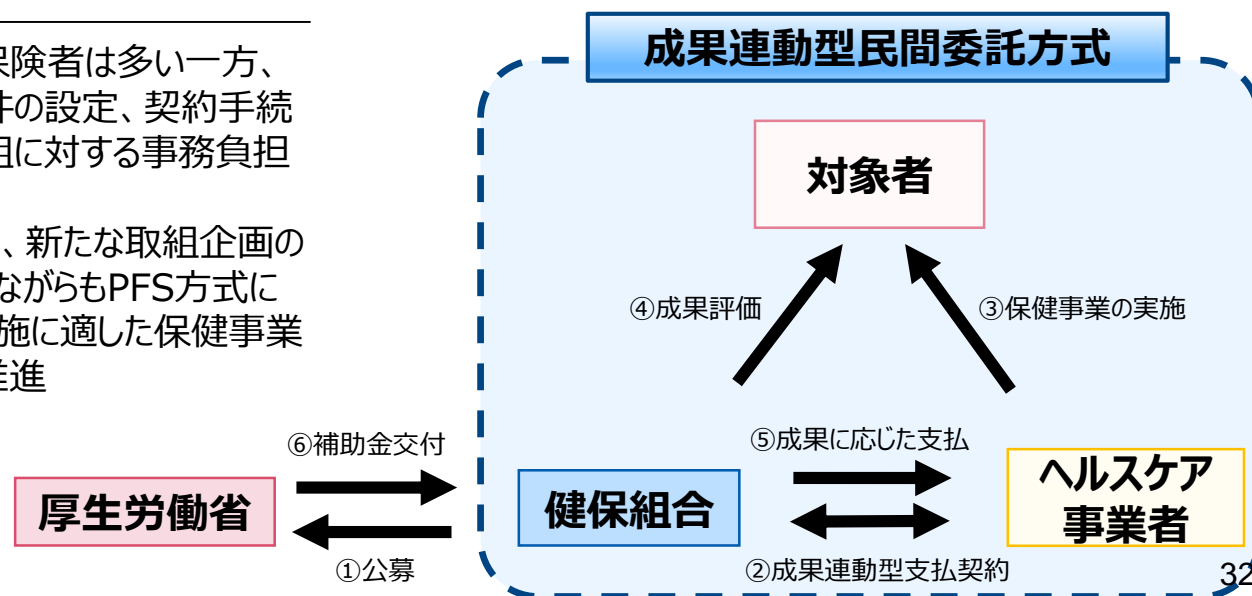 保険者は多い一方、
件の設定、契約手続
組に対する事務負担
、新たな取組企画の
ながらもPFS方式に
施に適した保健事業
推進
成果連動型民間委託方式
対象者
④成果評価
③保健事業の実施
⑥補助金交付
⑤成果に応じた支払
厚生労働省
健保組合
ヘルスケア
事業者
①公募
②成果連動型支払契約
32